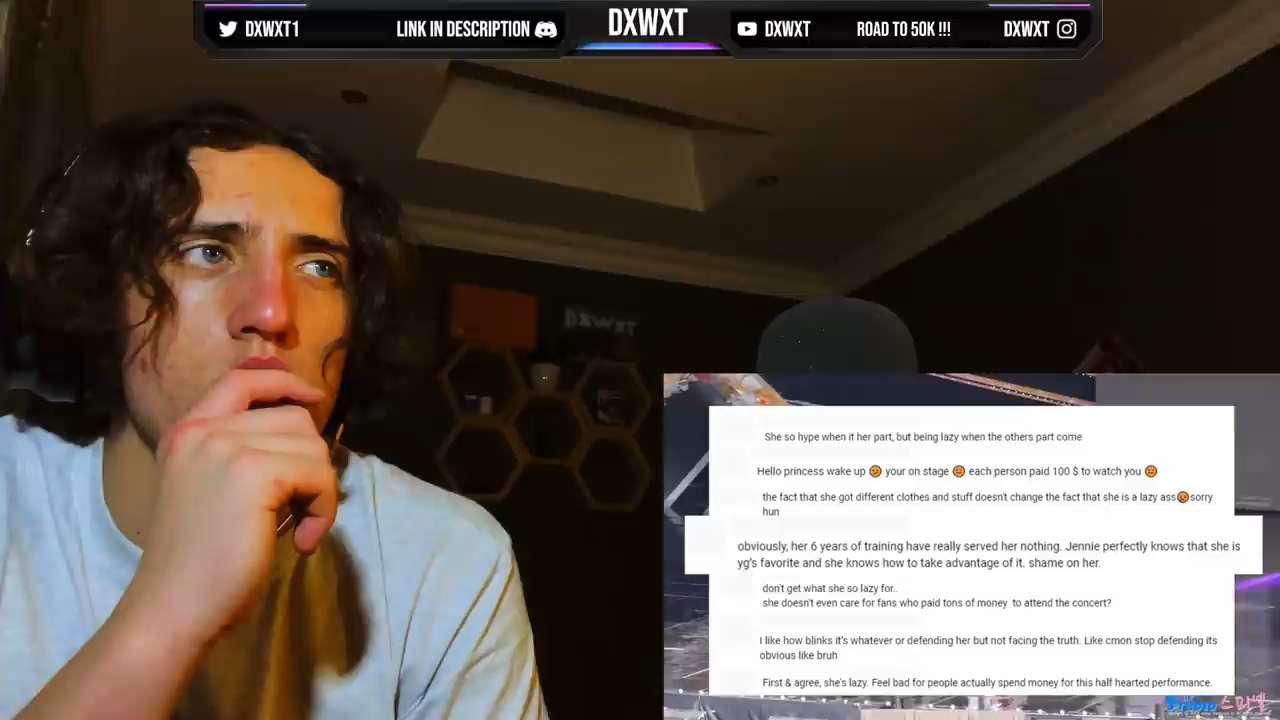 DXWXT1
LINK IN DESCRIPTION
DXWXT
DXWXT
ROAD TO 50K !!!
DXWXT
DXWXT
She so hype when it her part, but being lazy when the others part come
Hello princess wake up 😡 your on stage 😡 each person paid 100 $ to watch you 😡
the fact that she got different clothes and stuff doesn't change the fact that she is a lazy ass😡sorry
hun
obviously, her 6 years of training have really served her nothing. Jennie perfectly knows that she is
yg's favorite and she knows how to take advantage of it. shame on her.
don't get what she so lazy for..
she doesn't even care for fans who paid tons of money to attend the concert?
I like how blinks it's whatever or defending her but not facing the truth. Like cmon stop defending its
obvious like bruh
First & agree, she's lazy. Feel bad for people actually spend money for this half hearted performance.
STUDIO 스미멜